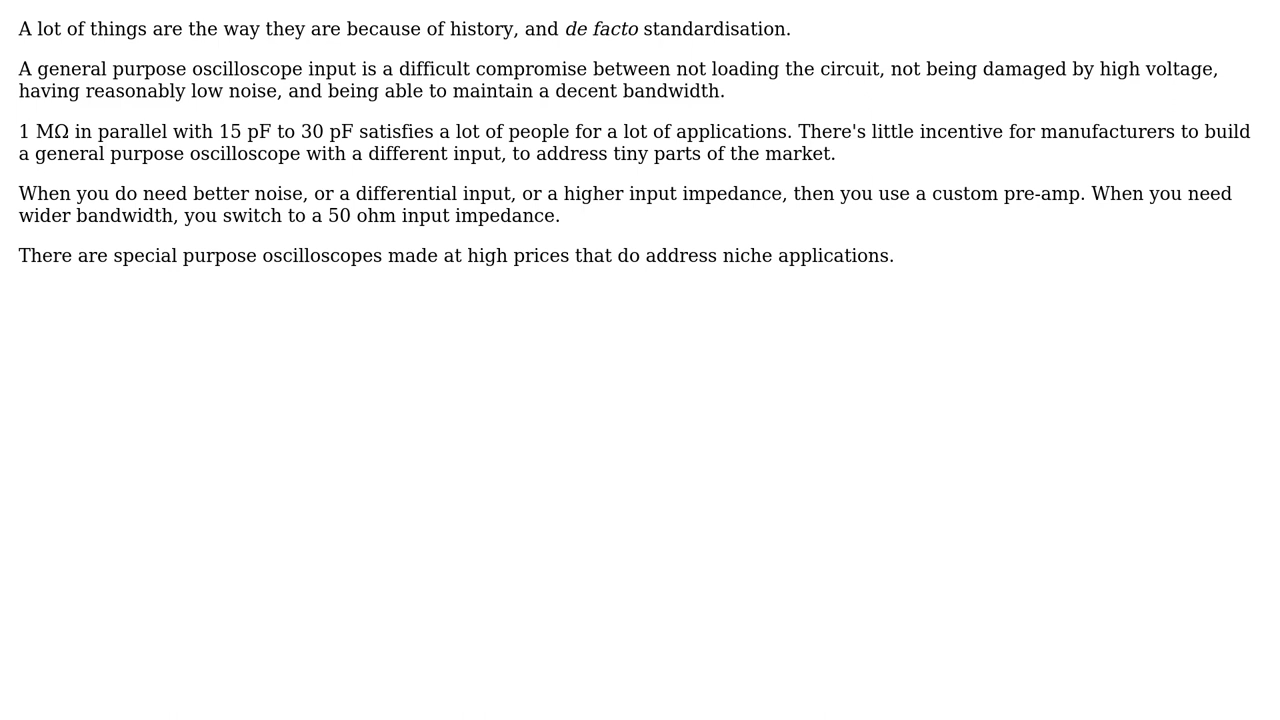 A lot of things are the way they are because of history, and de facto standardisation.
A general purpose oscilloscope input is a difficult compromise between not loading the circuit, not being damaged by high voltage,
having reasonably low noise, and being able to maintain a decent bandwidth.
1 MΩ in parallel with 15 pF to 30 pF satisfies a lot of people for a lot of applications. There's little incentive for manufacturers to build
a general purpose oscilloscope with a different input, to address tiny parts of the market.
When you do need better noise, or a differential input, or a higher input impedance, then you use a custom pre-amp. When you need
wider bandwidth, you switch to a 50 ohm input impedance.
There are special purpose oscilloscopes made at high prices that do address niche applications.